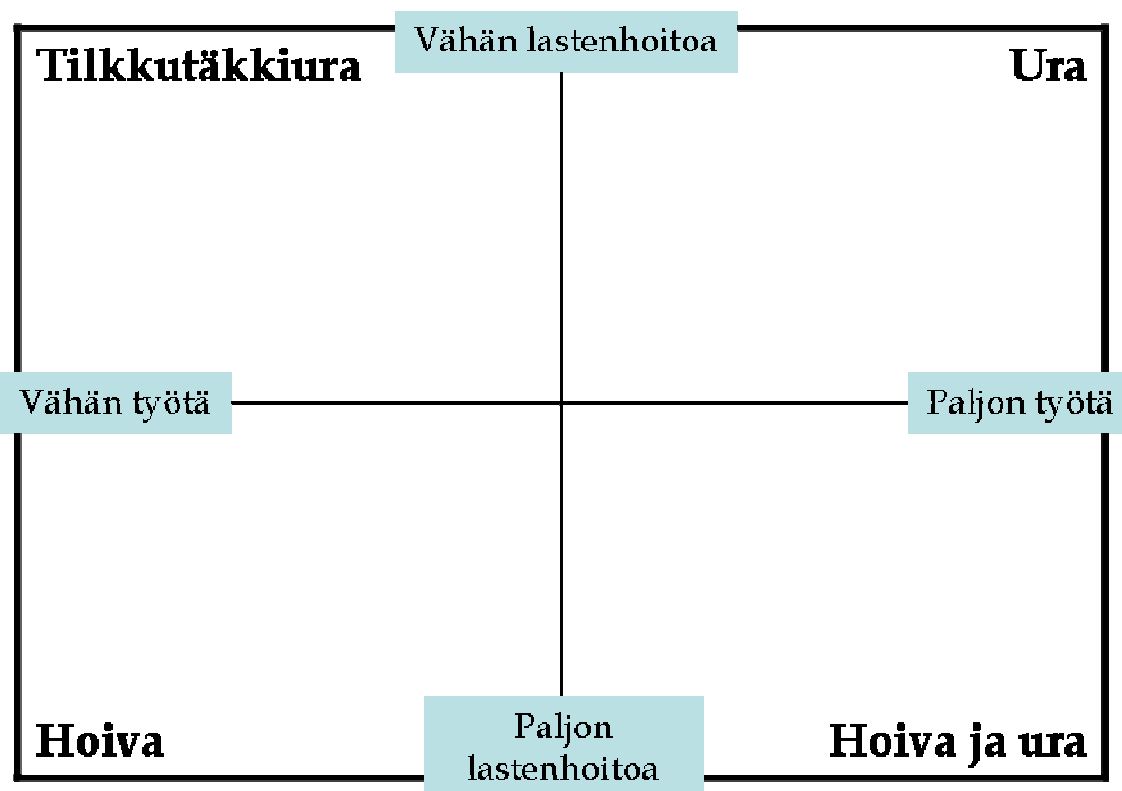 Vähän lastenhoitoa
Tilkkutäkkiura
Ura
Vähän työtä
Paljon työtä
Hoiva
Paljon
lastenhoitoa
Hoiva ja ura